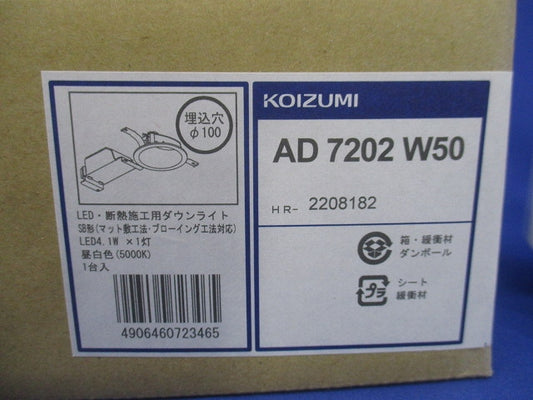 埋込穴
φ100
LED・断熱施工用ダウンライト
SB形(マット敷工法・ブローイング工法対応)
LED4.1W ×1灯
昼白色(5000K)
1台入
4906460723465
KOIZUMI
AD 7202 W50
HR- 2208182
箱・緩衝材
ダンボール
プラ
シート
緩衝材